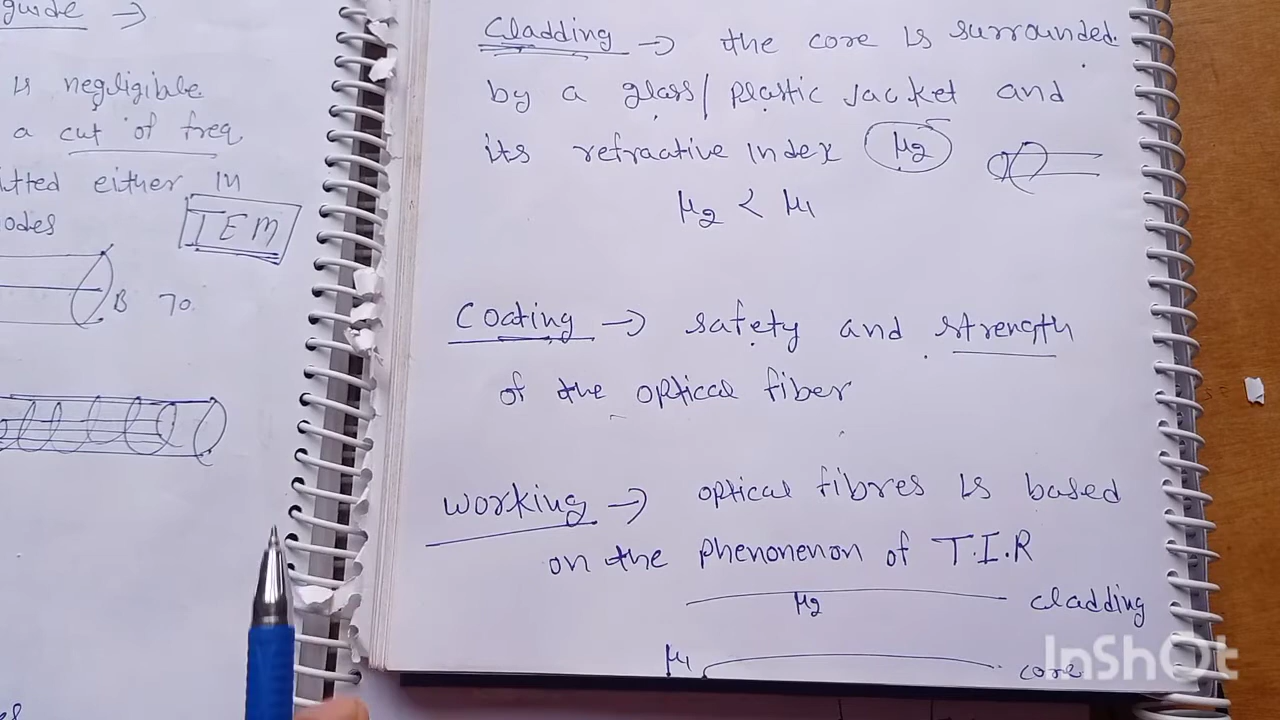 guide →
is negligible
a cut of freq
itted either in
odes
TEM
B 70
Cladding → the core is surrounded
by a glass/plastic Jacket and
its refractive index μ2
μ2 < μ1
Coating → safety and strength
of the optical fiber
Working → optical fibres is based
on the phenonenon of T.I.R
μ2 cladding
μ1 core
InShOt